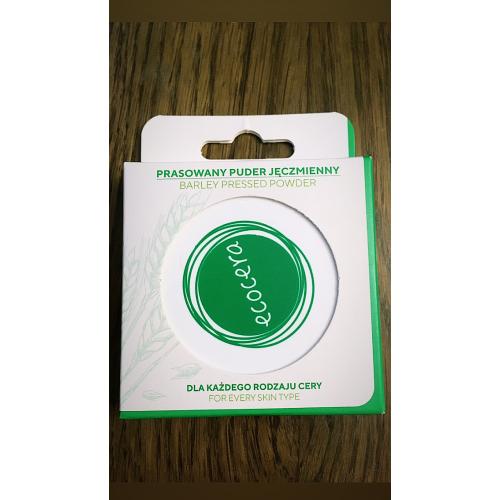 PRASOWANY PUDER JĘCZMIENNY
BARLEY PRESSED POWDER
ecocera
DLA KAŻDEGO RODZAJU CERY
FOR EVERY SKIN TYPE